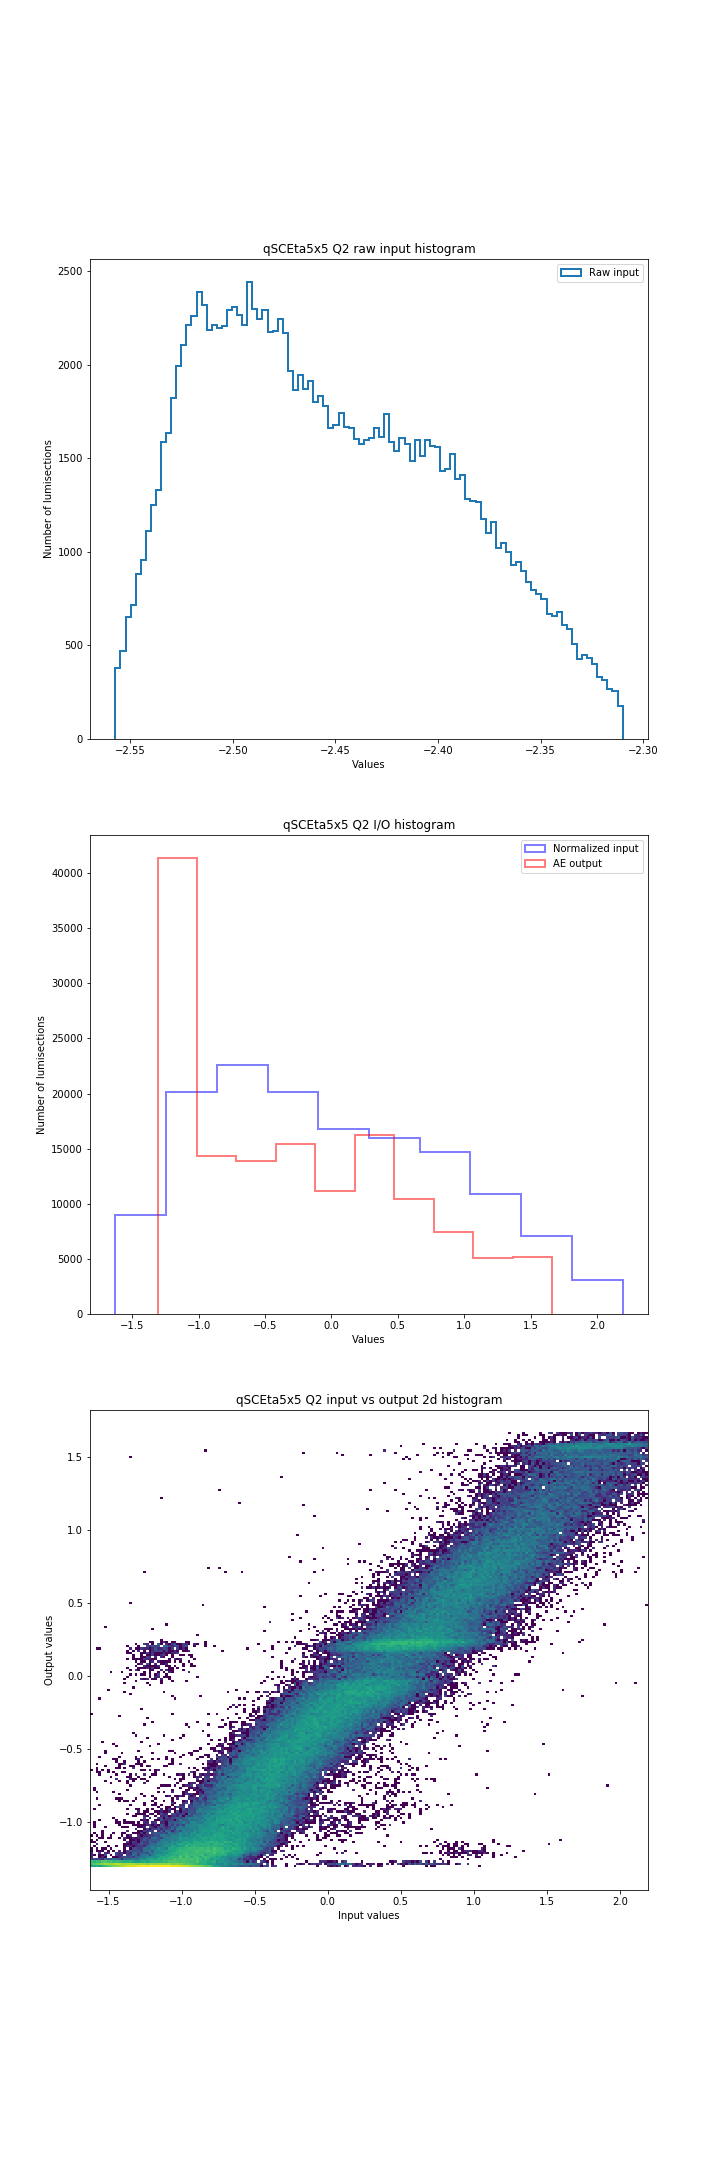 qSCEta5x5 Q2 raw input histogram
Raw input
2500
2000
1500
1000
500
0
Number of lumisections
−2.55 −2.50 −2.45 −2.40 −2.35 −2.30
Values
qSCEta5x5 Q2 I/O histogram
Normalized input
AE output
40000
35000
30000
25000
20000
15000
10000
5000
0
Number of lumisections
−1.5 −1.0 −0.5 0.0 0.5 1.0 1.5 2.0
Values
qSCEta5x5 Q2 input vs output 2d histogram
1.5
1.0
0.5
0.0
−0.5
−1.0
Output values
−1.5 −1.0 −0.5 0.0 0.5 1.0 1.5 2.0
Input values